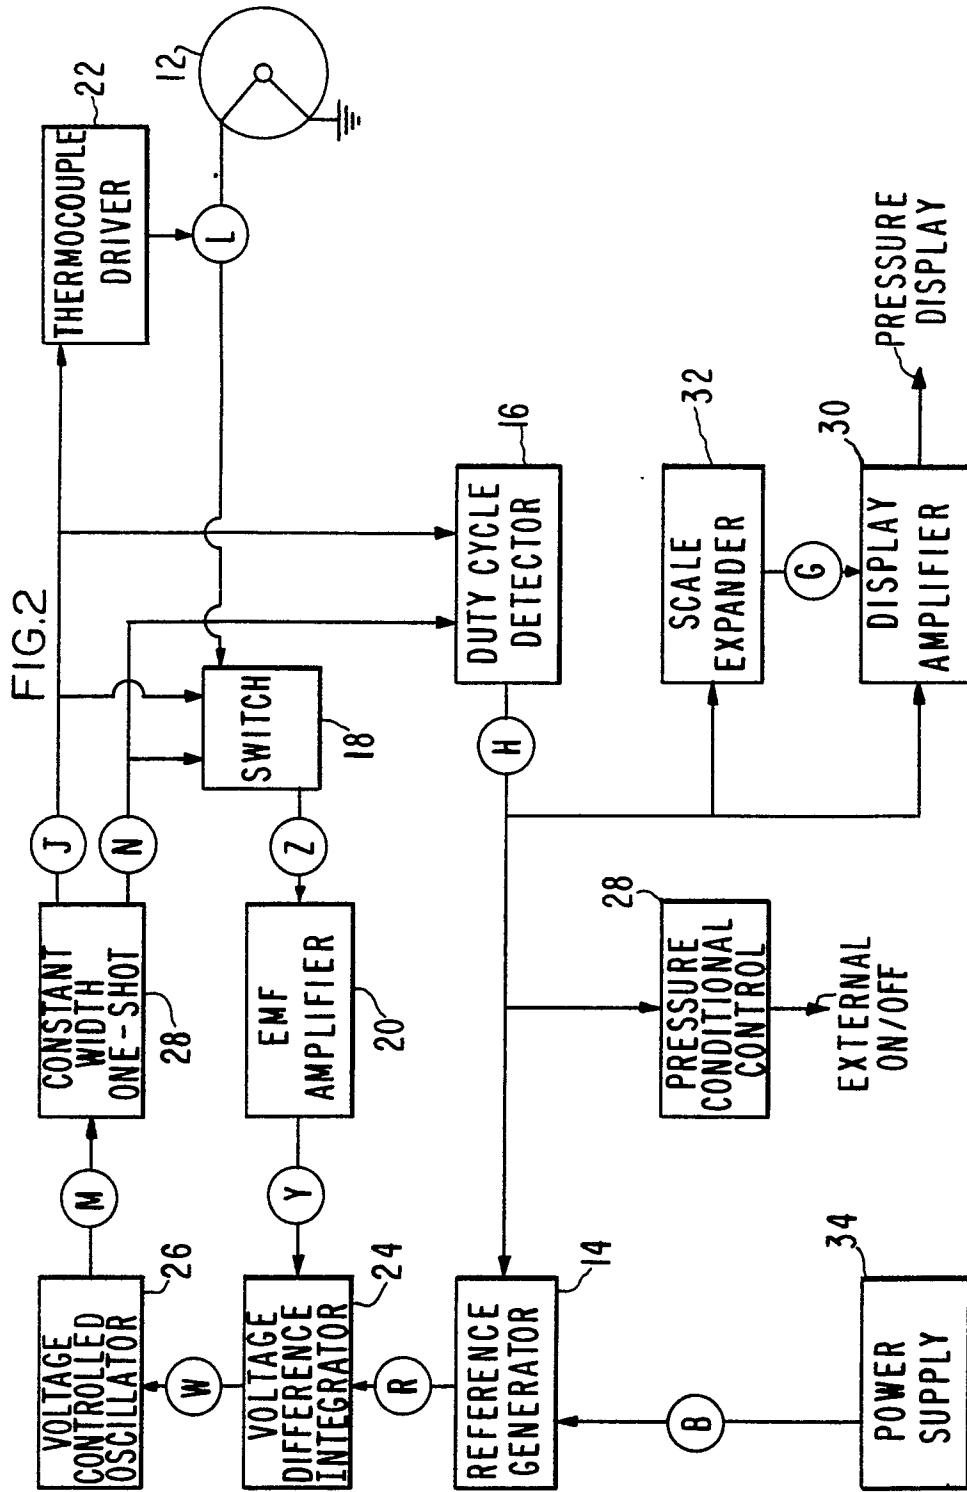 FIG.2
VOLTAGE
CONTROLLED
OSCILLATOR
26
M
CONSTANT
WIDTH
ONE-SHOT
28
J
N
THERMOCOUPLE
DRIVER
22
W
VOLTAGE
DIFFERENCE
INTEGRATOR
24
Y
EMF
AMPLIFIER
20
Z
SWITCH
18
L
12
R
REFERENCE
GENERATOR
14
H
DUTY CYCLE
DETECTOR
16
B
PRESSURE
CONDITIONAL
CONTROL
28
EXTERNAL
ON/OFF
SCALE
EXPANDER
32
G
POWER
SUPPLY
34
DISPLAY
AMPLIFIER
30
PRESSURE
DISPLAY